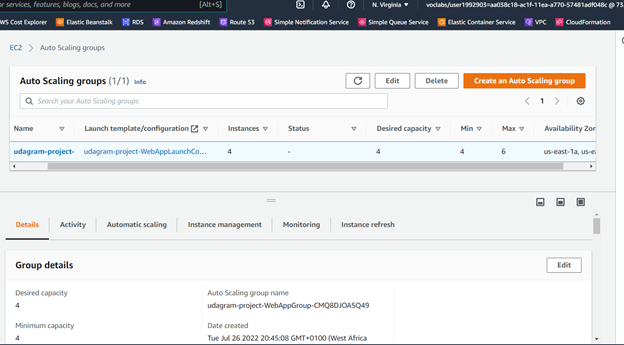 or services, features, blogs, docs, and more [Alt+S] N. Virginia voclabs/user1992903=aa038c18-ac1f-11ea-a770-57481adf048c @ 73.
WS Cost Explorer Elastic Beanstalk RDS Amazon Redshift Route 53 Simple Notification Service Simple Queue Service Elastic Container Service VPC CloudFormation
EC2 > Auto Scaling groups
Auto Scaling groups (1/1) Info Edit Delete Create an Auto Scaling group
Search your Auto Scaling groups 1
Name Launch template/configuration Instances Status Desired capacity Min Max Availability Zon
udagram-project- udagram-project-WebAppLaunchCo... 4 - 4 4 6 us-east-1a, us-ea
Details Activity Automatic scaling Instance management Monitoring Instance refresh
Group details Edit
Desired capacity Auto Scaling group name
4 udagram-project-WebAppGroup-CMQ8DJOASQ49
Minimum capacity Date created
4 Tue Jul 26 2022 20:45:08 GMT+0100 (West Africa